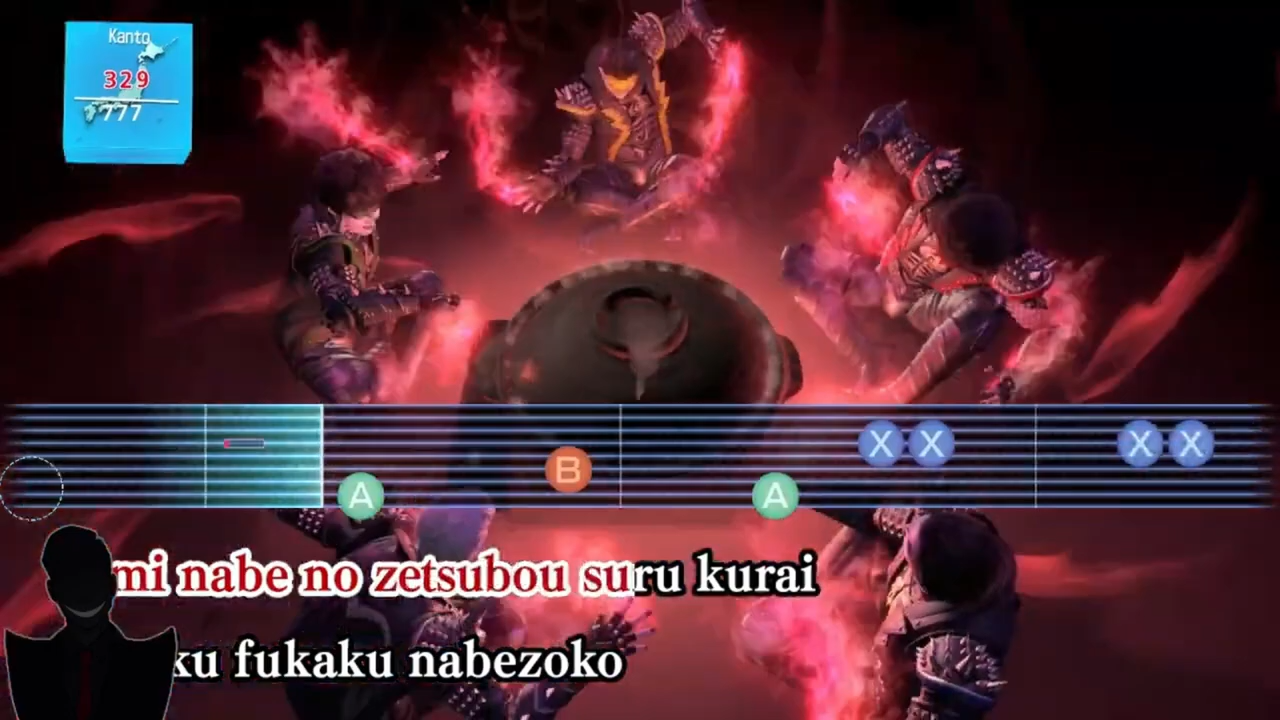 Kanto
329
777
A B A X X X X
mi nabe no zetsubou suru kurai
ku fukaku nabezoko